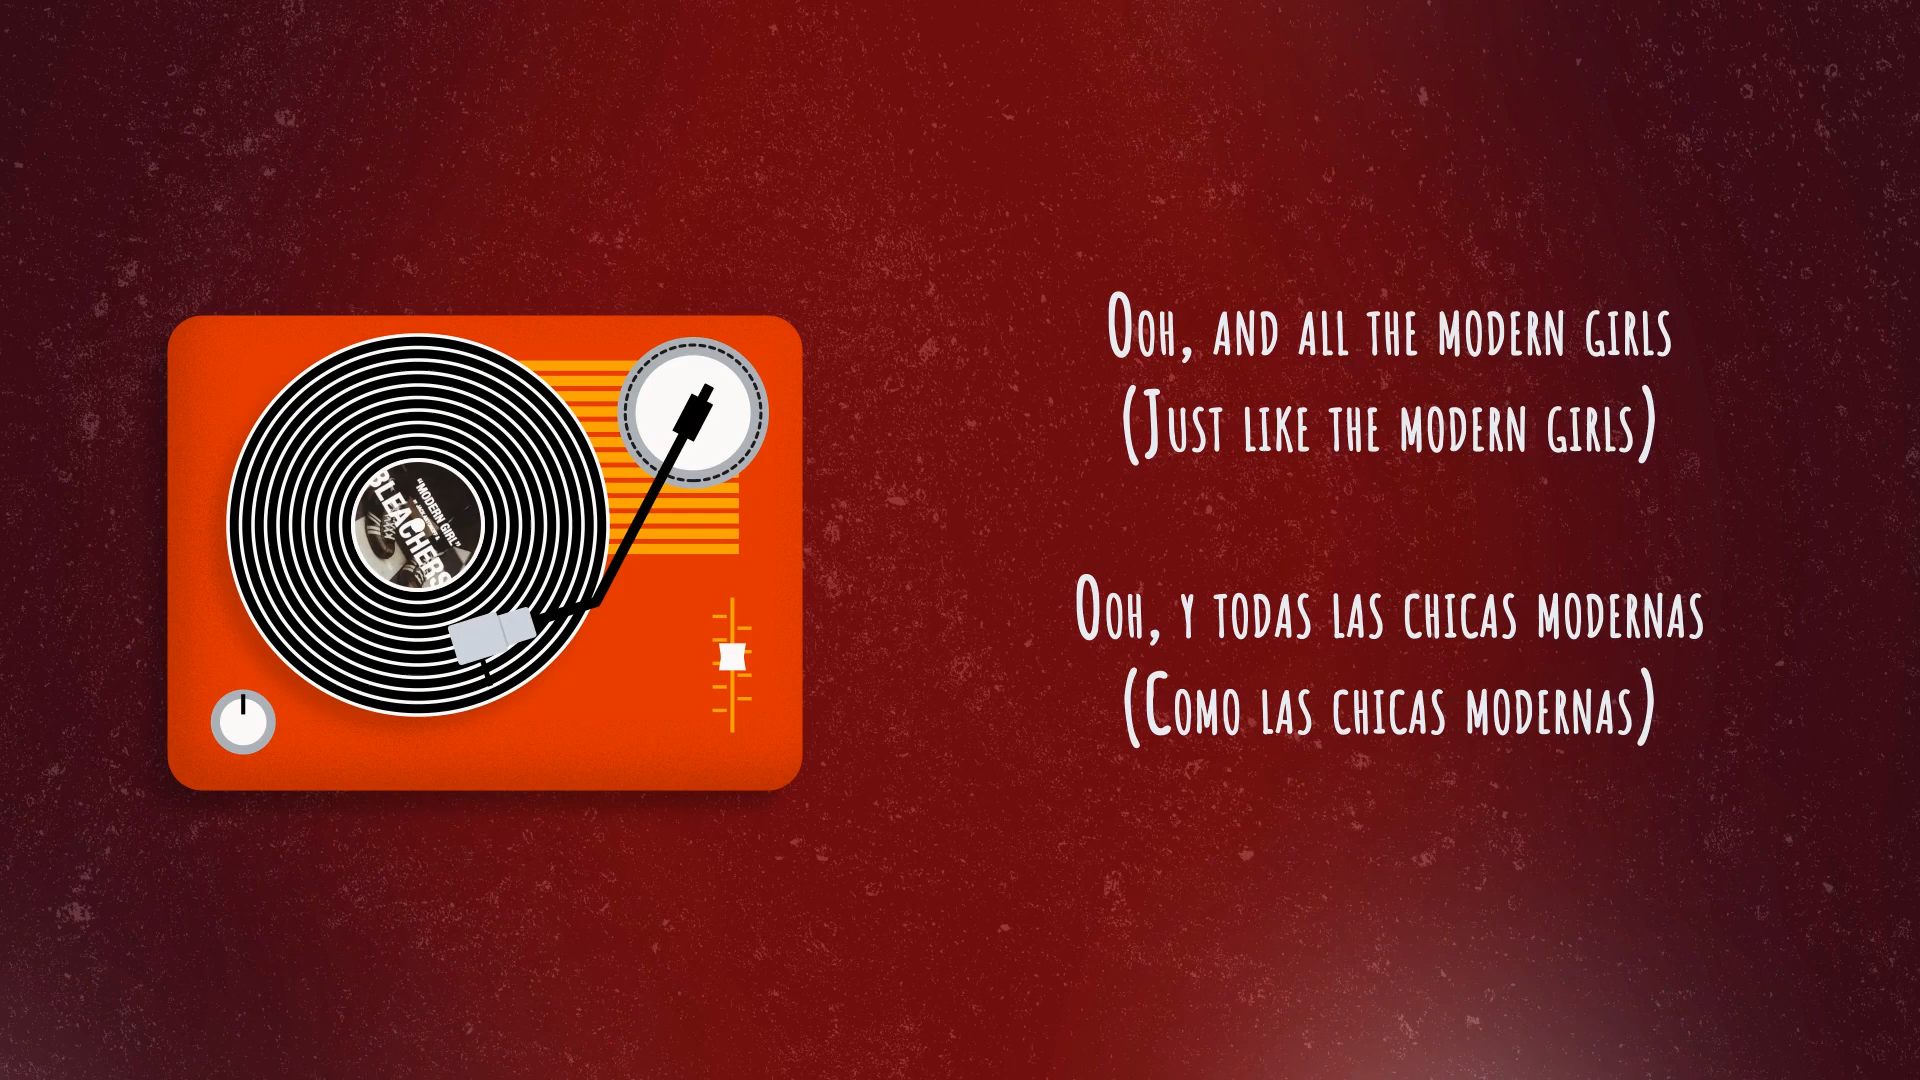 Ooh, and all the modern girls
(Just like the modern girls)
Ooh, y todas las chicas modernas
(Como las chicas modernas)
"MODERN GIRL"
BLEACHERS